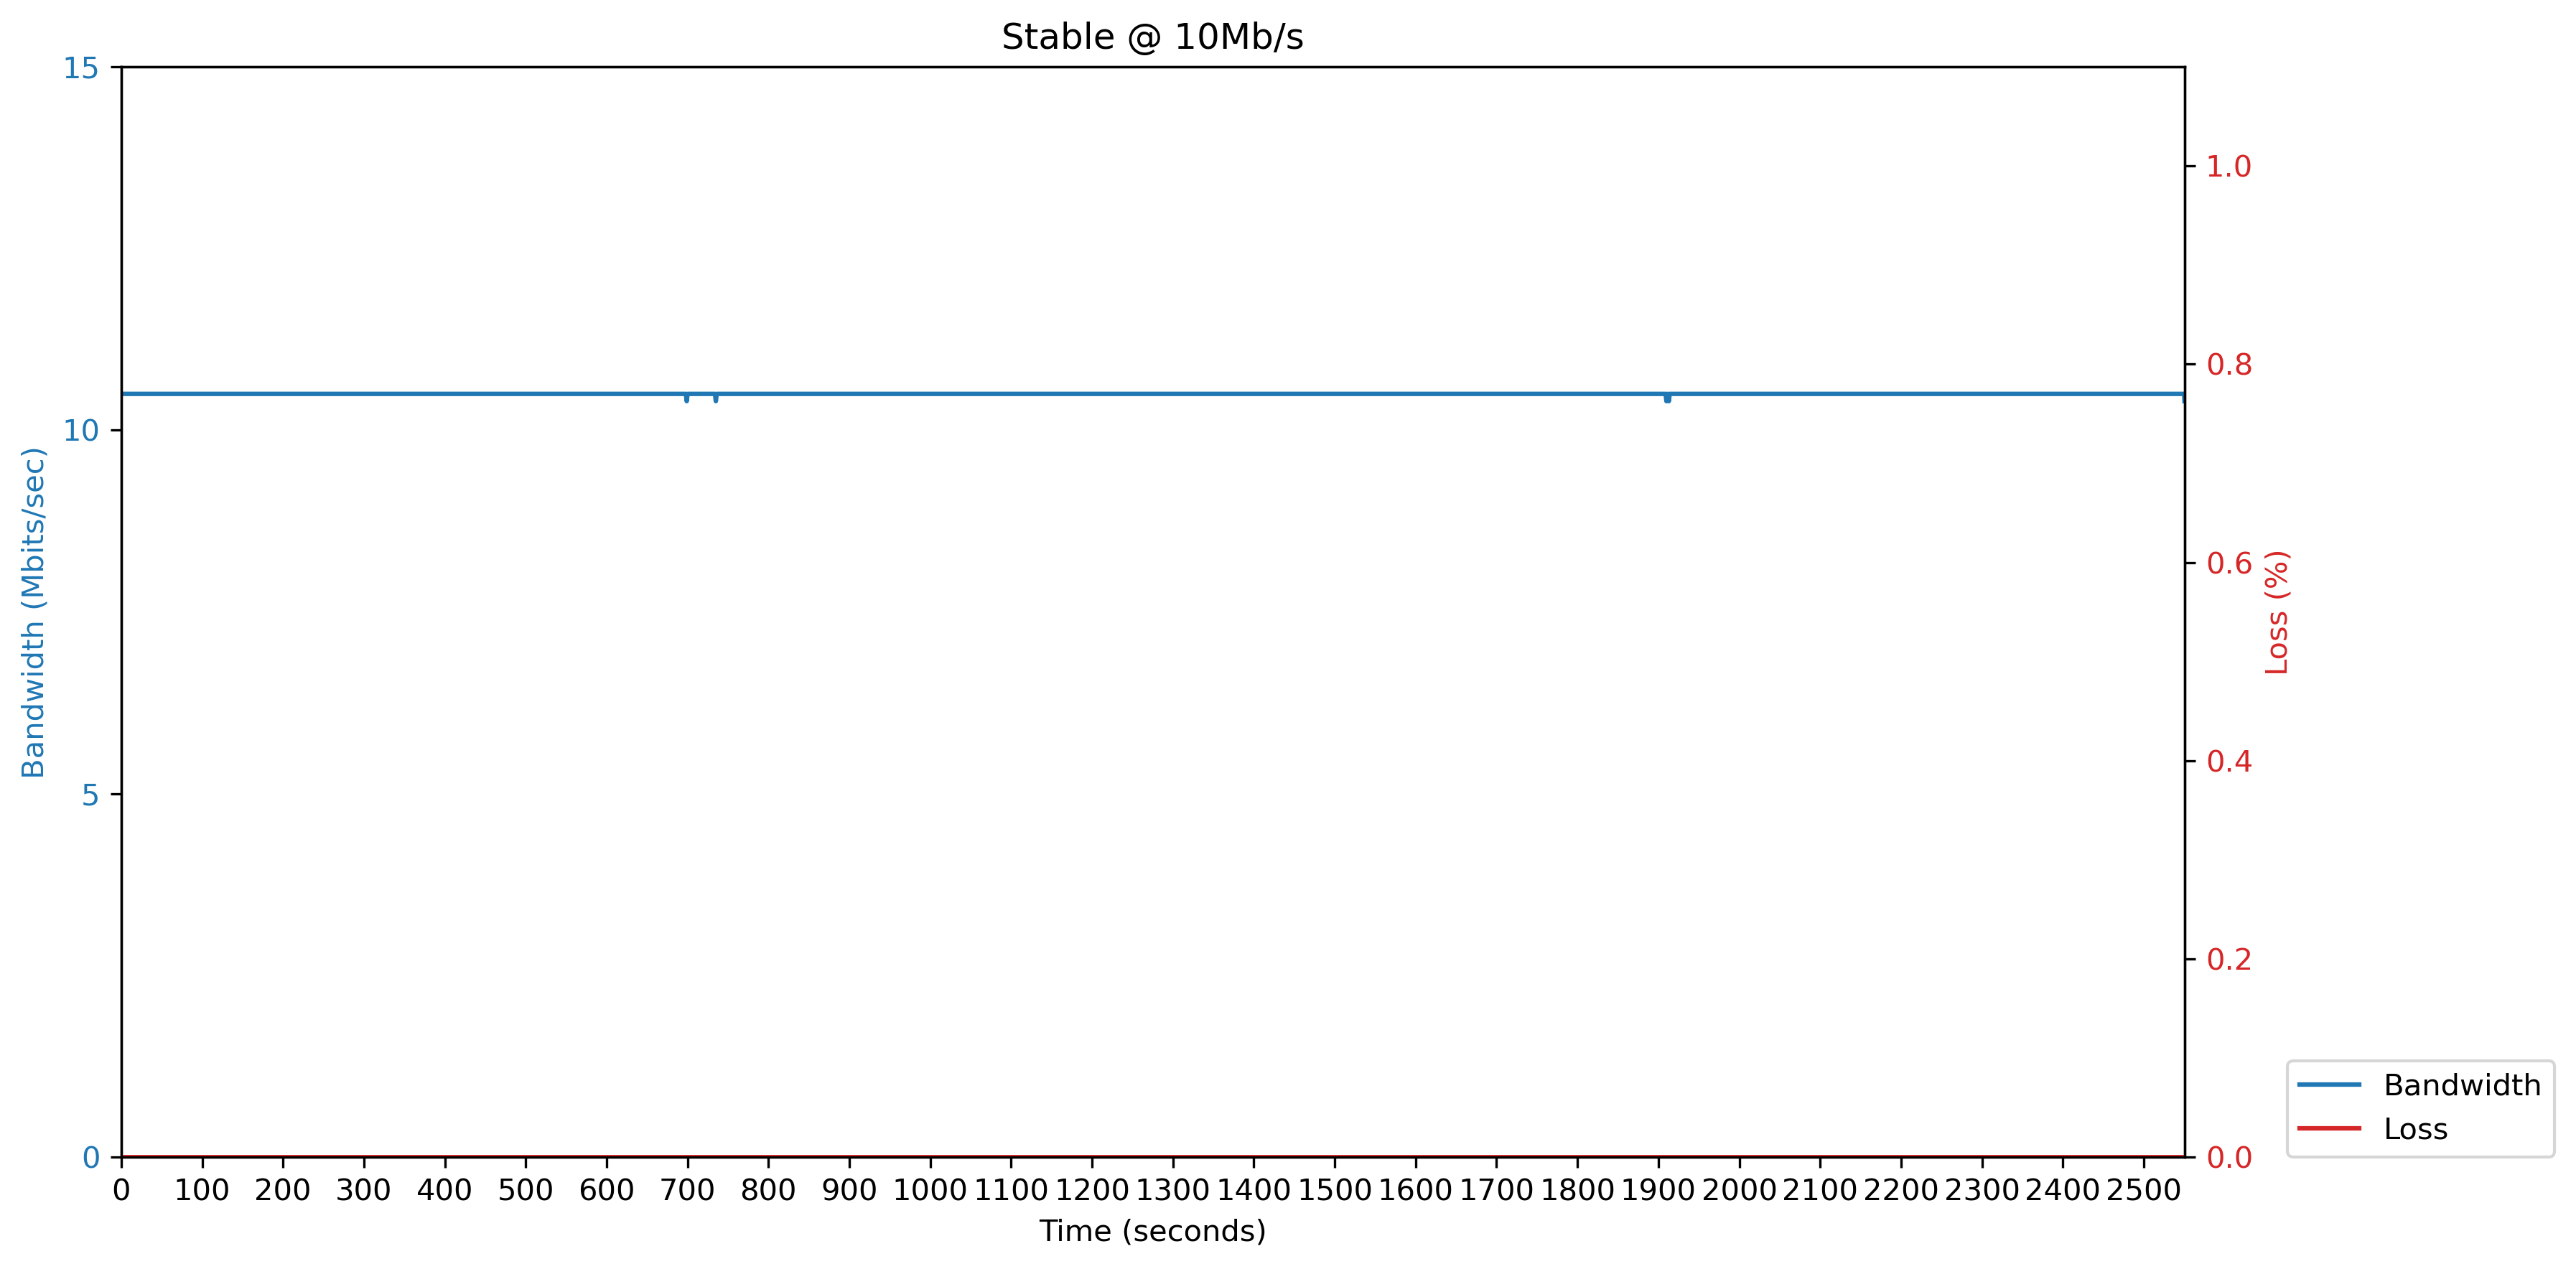 Stable @ 10Mb/s
15
10
5
0
Bandwidth (Mbits/sec)
1.0
0.8
0.6
0.4
0.2
0.0
Loss (%)
0 100 200 300 400 500 600 700 800 900 1000 1100 1200 1300 1400 1500 1600 1700 1800 1900 2000 2100 2200 2300 2400 2500
Time (seconds)
Bandwidth
Loss